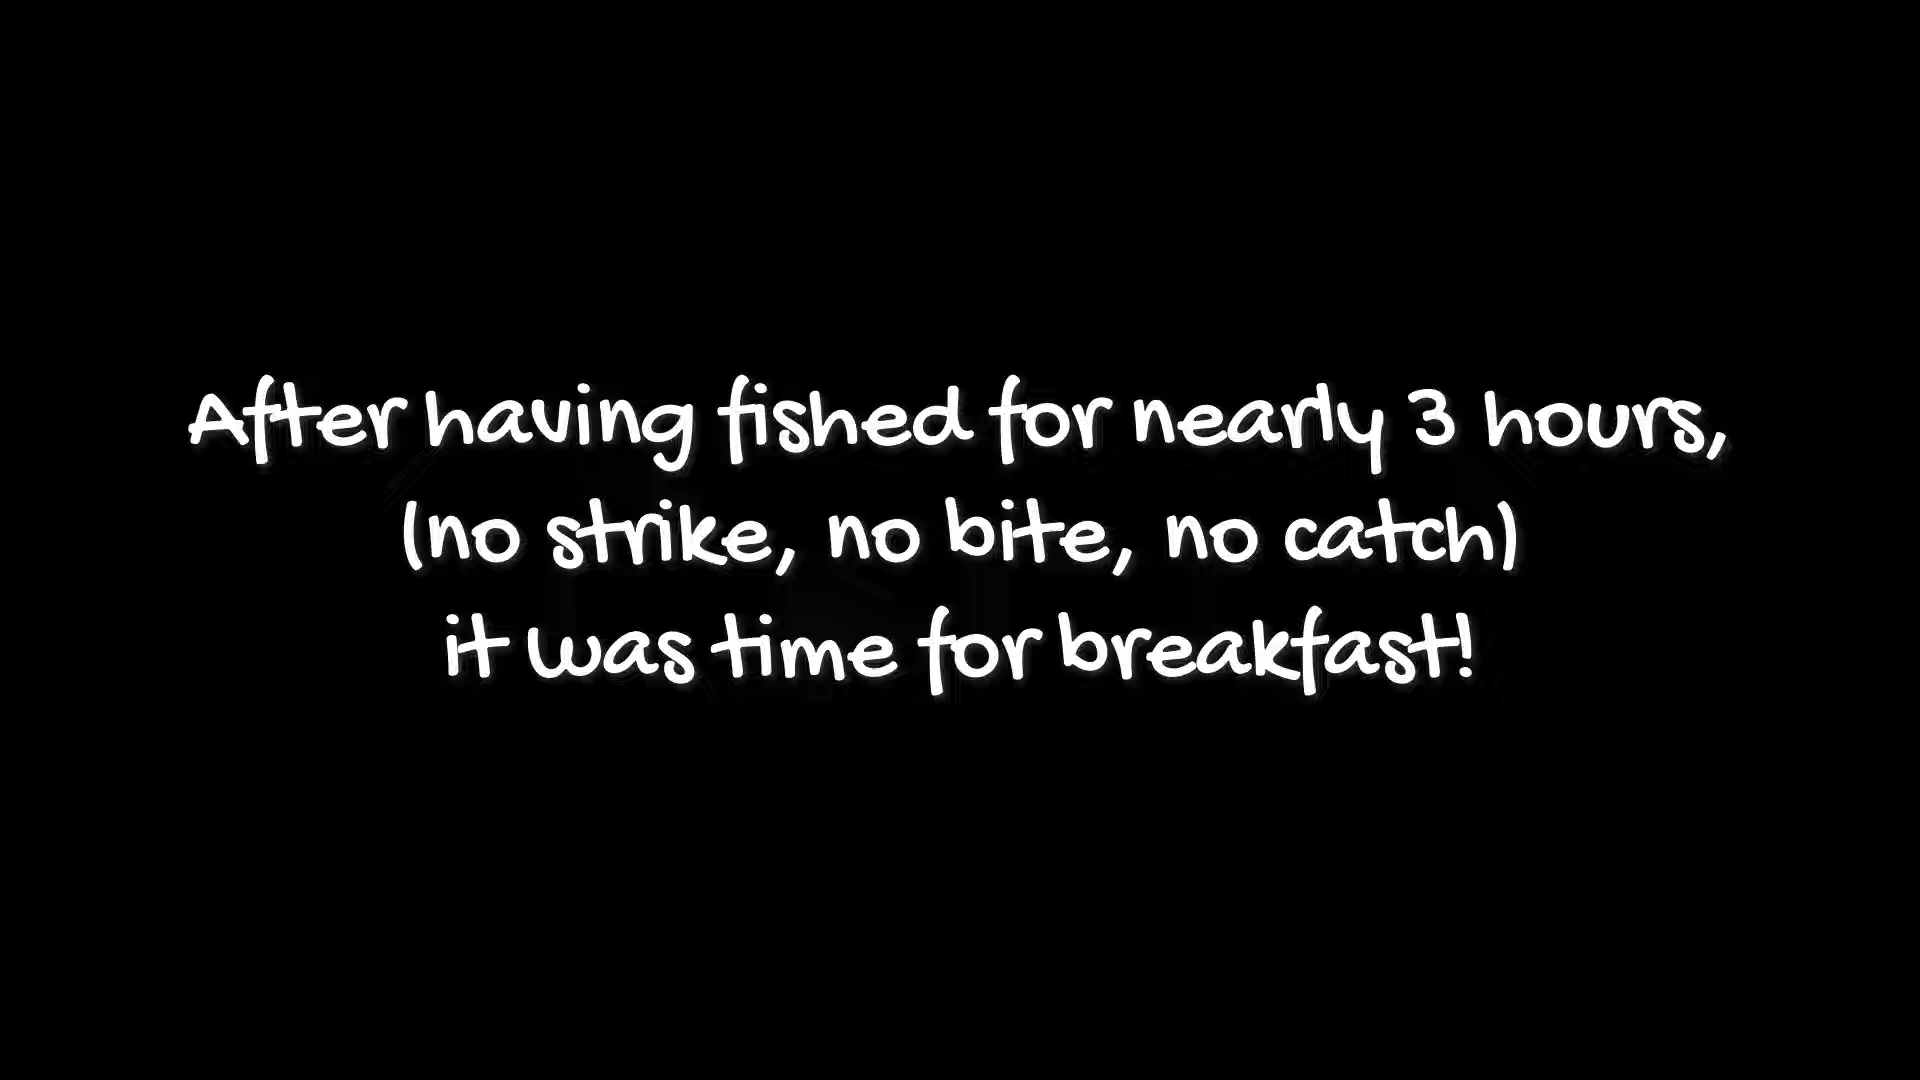 After having fished for nearly 3 hours,
(no strike, no bite, no catch)
it was time for breakfast!